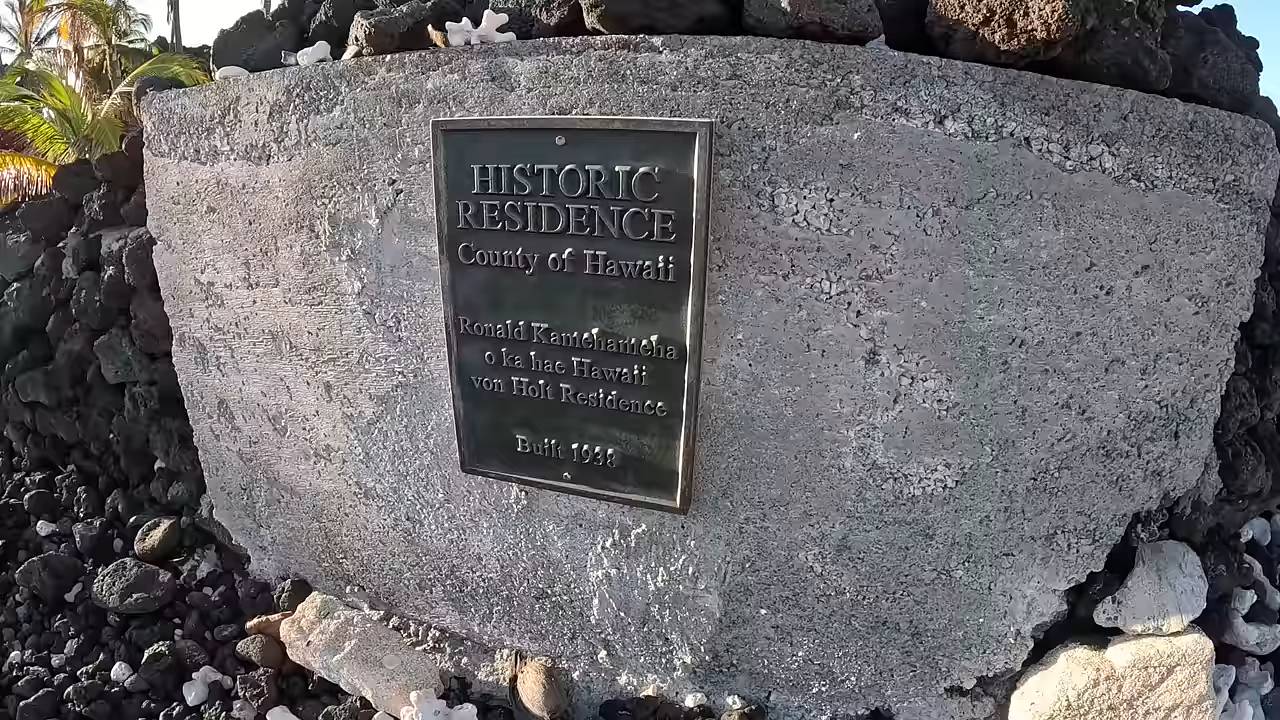 HISTORIC
RESIDENCE
County of Hawaii
Ronald Kamehameha
o ka hae Hawaii
von Holt Residence
Built 1938